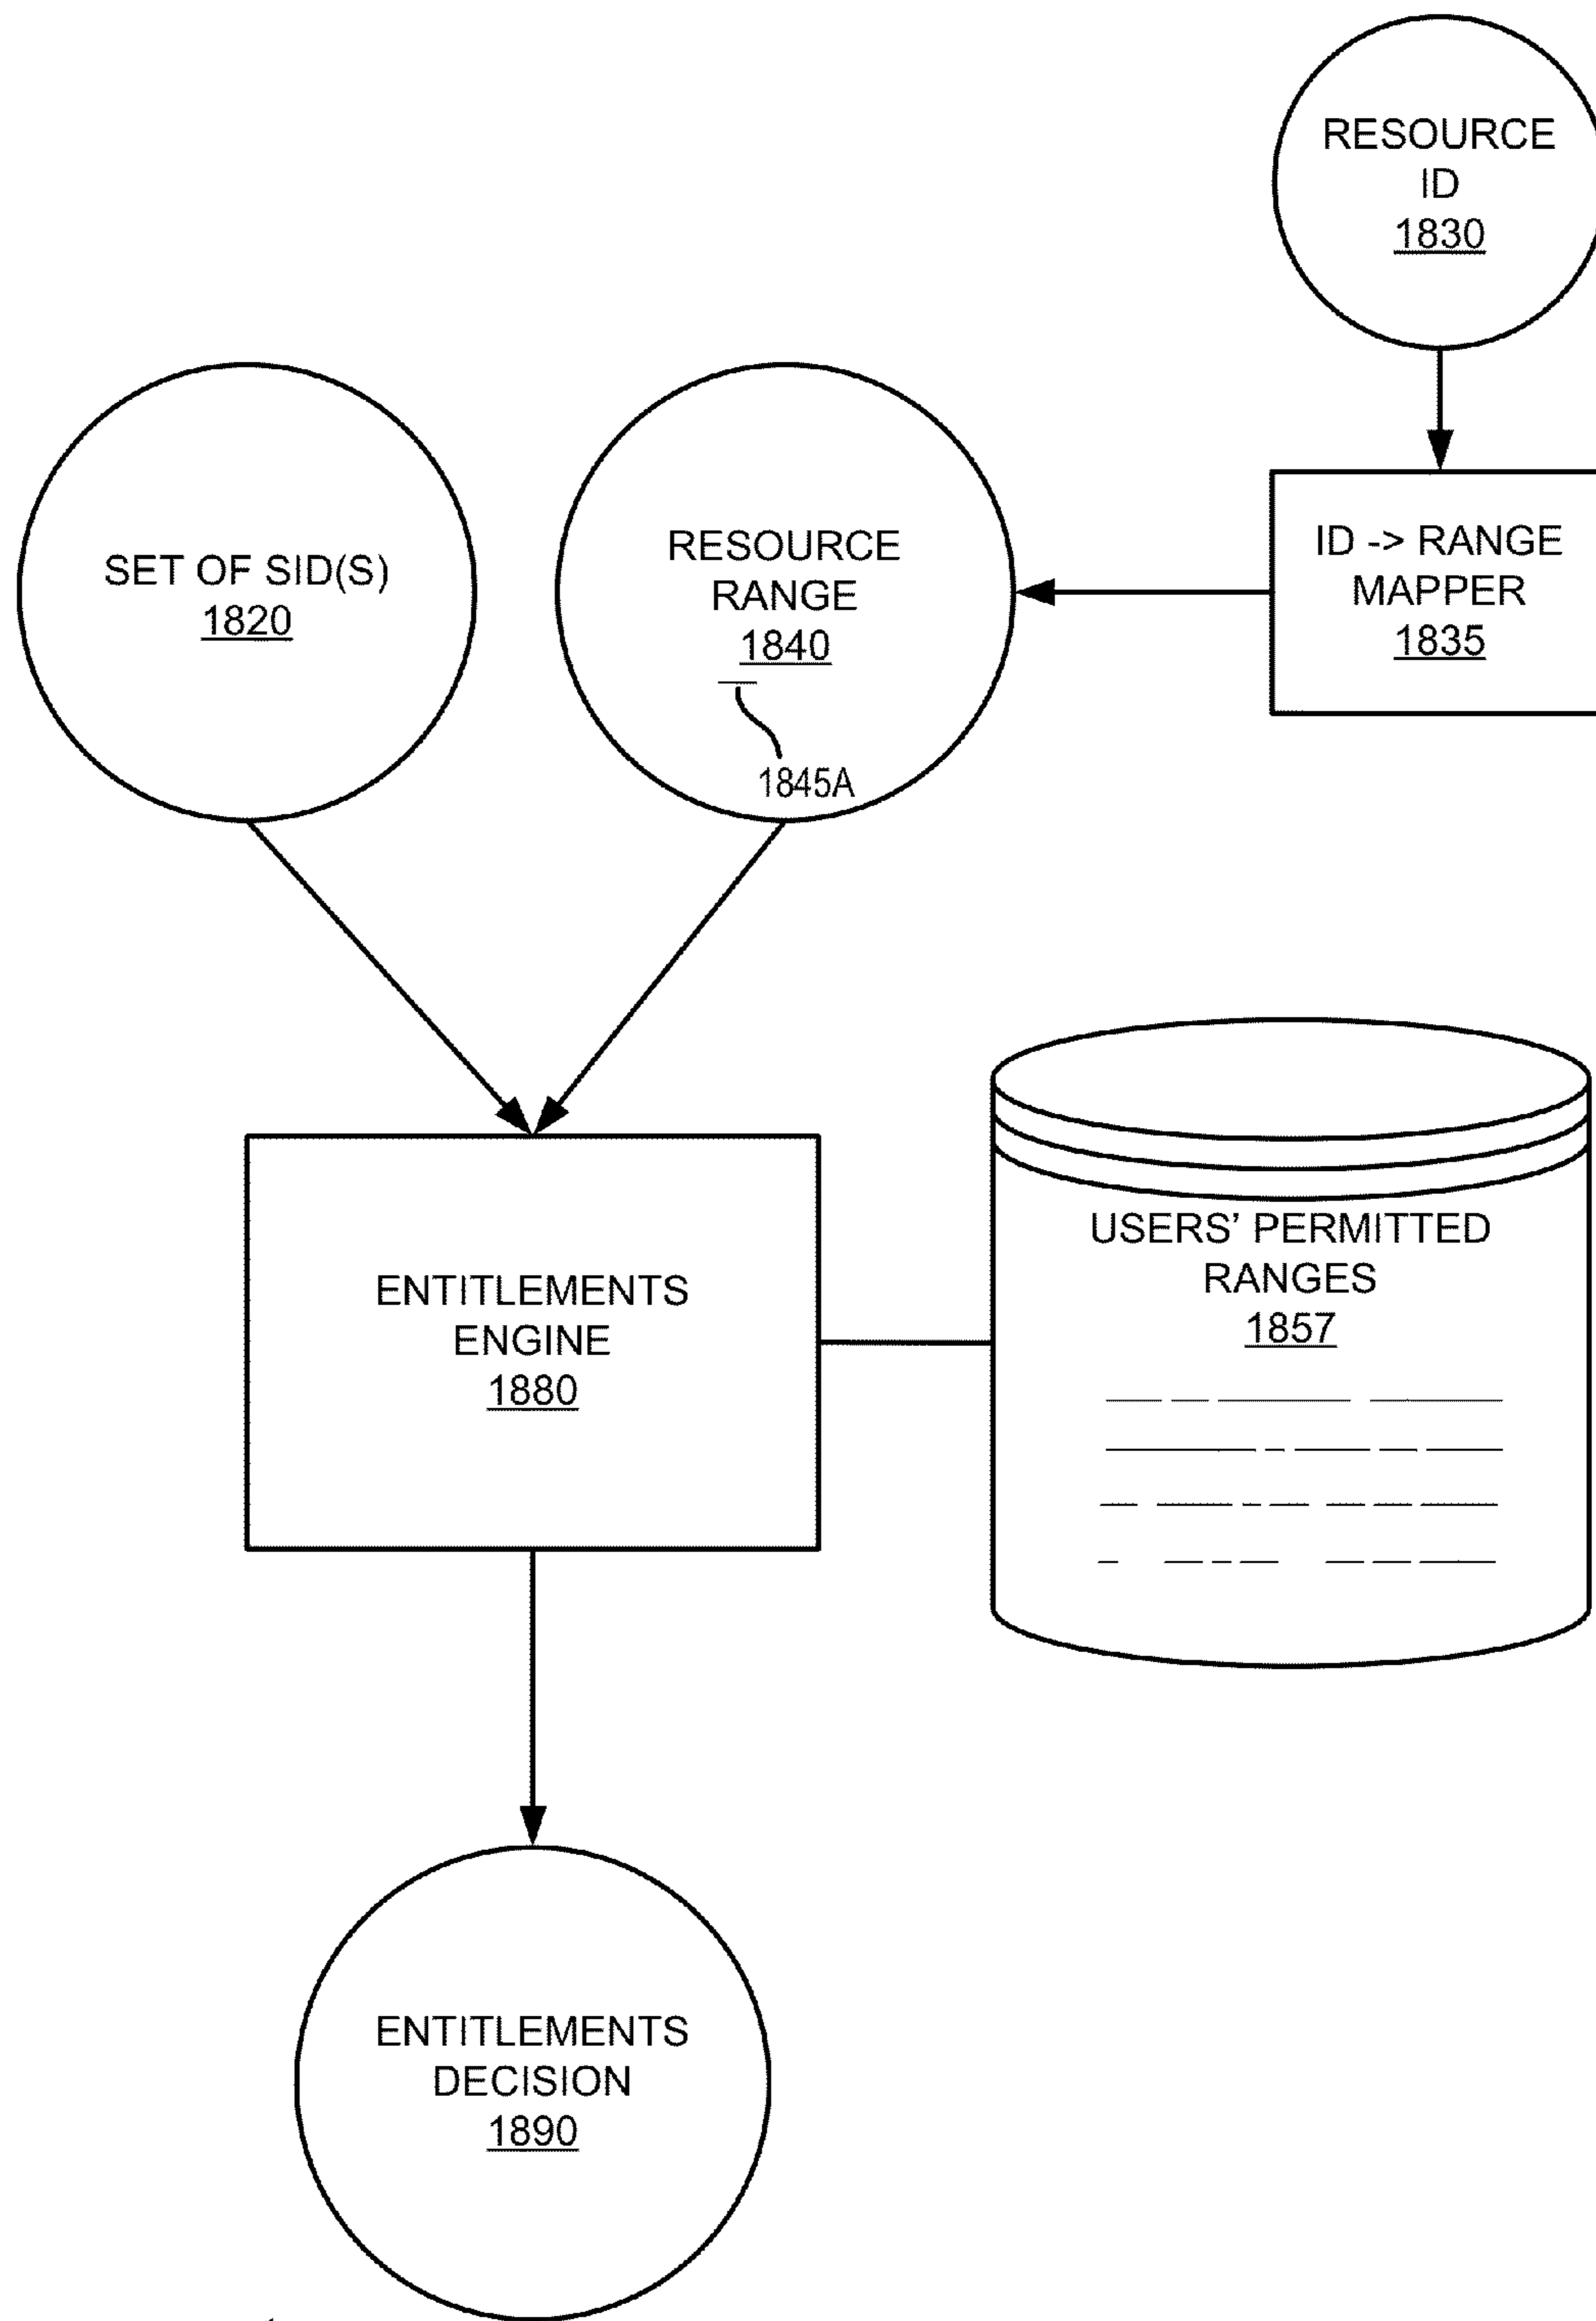 RESOURCE
ID
1830
SET OF SID(S)
1820
RESOURCE
RANGE
1840
1845A
ID -> RANGE
MAPPER
1835
ENTITLEMENTS
ENGINE
1880
USERS' PERMITTED
RANGES
1857
ENTITLEMENTS
DECISION
1890